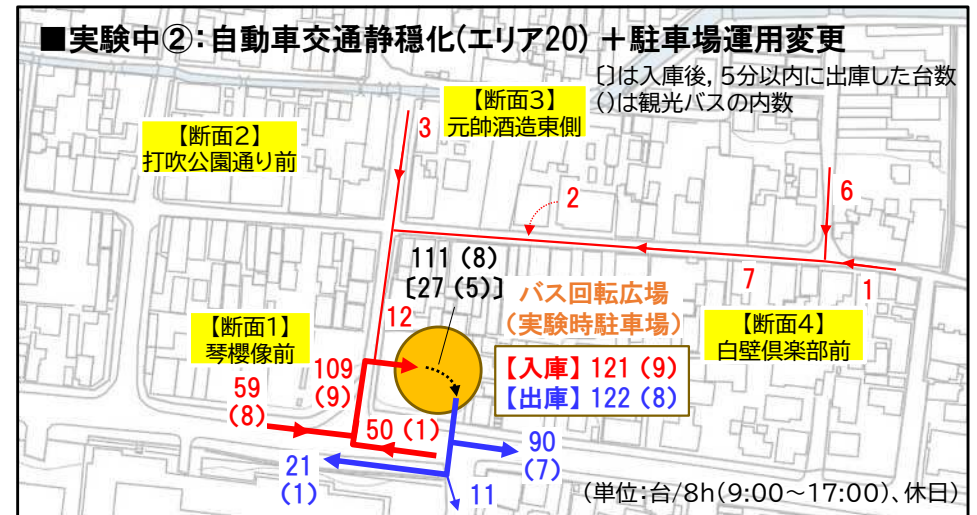 ■実験中②:自動車交通静穏化(エリア20) +駐車場運用変更
〔〕は入庫後, 5分以内に出庫した台数
()は観光バスの内数
【断面3】
元帥酒造東側
3
【断面2】
打吹公園通り前
2
6
111 (8)
〔27 (5)〕
バス回転広場
(実験時駐車場)
7
1
12
【断面1】
琴櫻像前
【断面4】
白壁倶楽部前
109
(9)
【入庫】 121 (9)
【出庫】 122 (8)
59
(8)
50 (1)
90
(7)
21
(1)
11
(単位:台/8h(9:00~17:00)、休日)